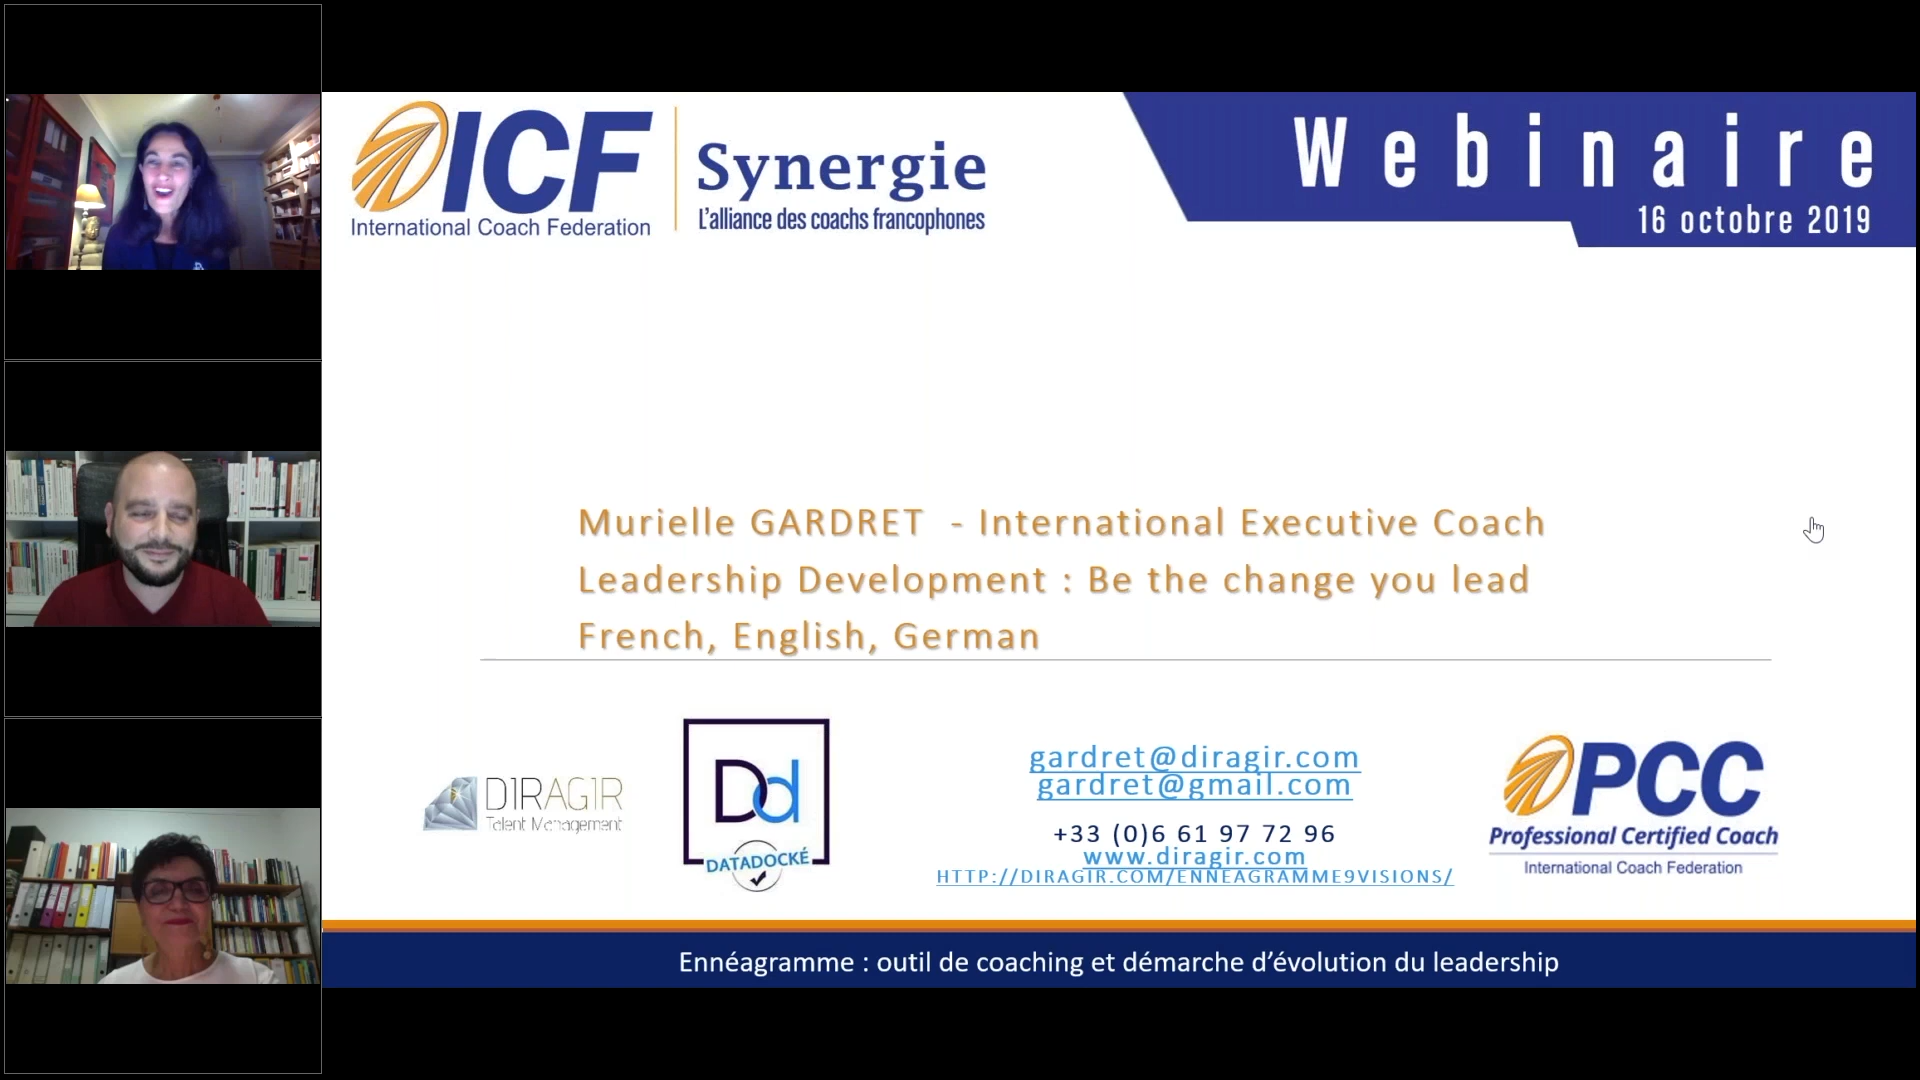 ICF
International Coach Federation
Synergie
L'alliance des coachs francophones
Webinaire
16 octobre 2019
Murielle GARDRET - International Executive Coach
Leadership Development : Be the change you lead
French, English, German
DIRAGIR
Talent Management
Dd
DATADOCKÉ
gardret@diragir.com
gardret@gmail.com
+33 (0)6 61 97 72 96
www.diragir.com
HTTP://DIRAGIR.COM/ENNEAGRAMME9VISIONS/
PCC
Professional Certified Coach
International Coach Federation
Ennéagramme : outil de coaching et démarche d'évolution du leadership